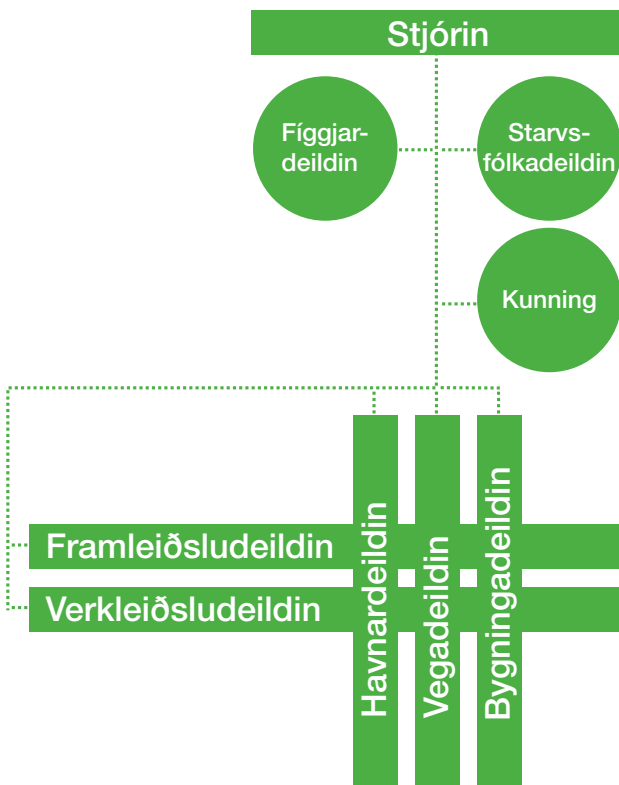 Stjórin
Fíggjar-
deildin
Starvs-
fólkadeildin
Kunning
Framleiðsludeildin
Verkleiðsludeildin
Havnardeildin
Vegadeildin
Bygningadeildin